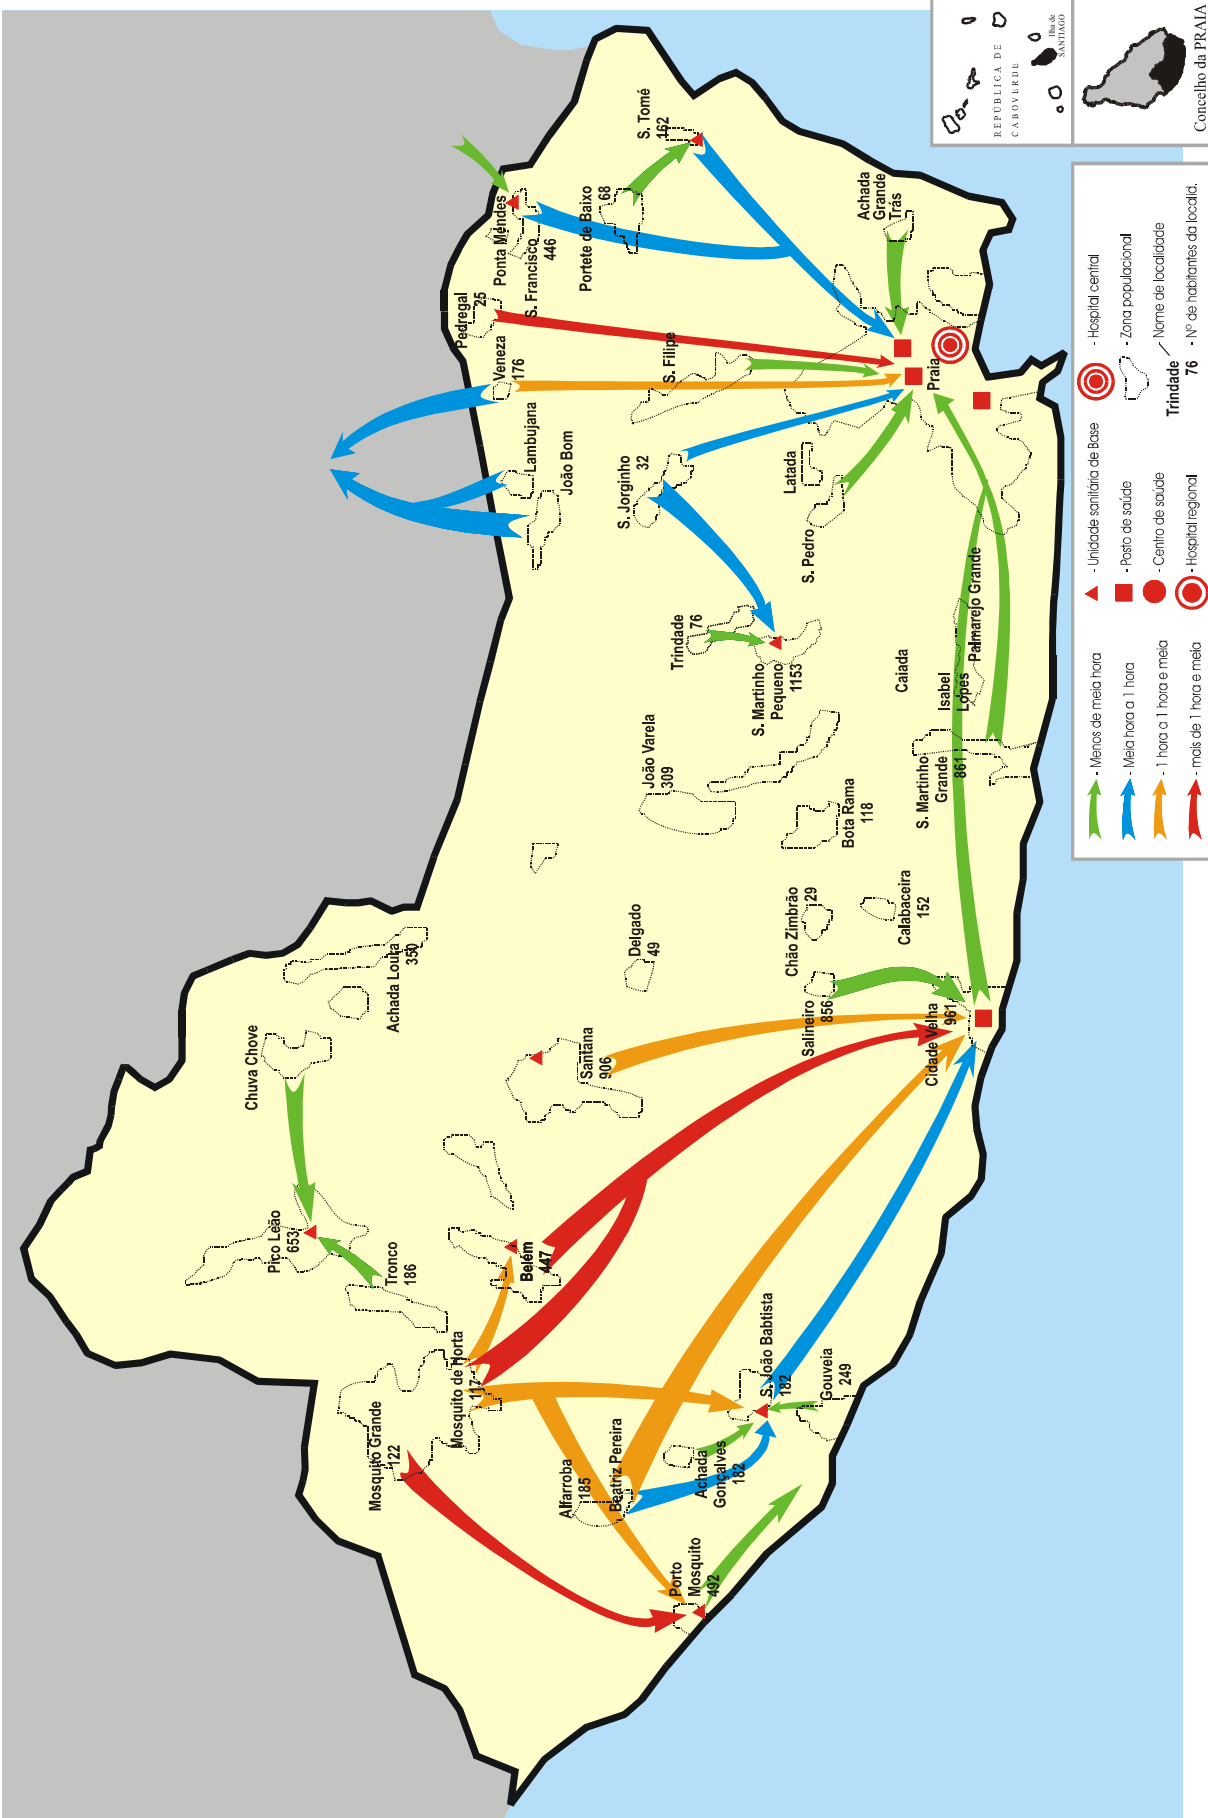 S. Tomé
162
Ponta Mendes
S. Francisco
446
Portete de Baixo
68
Achada
Grande
Trás
Pedregal
25
Veneza
176
Lambujana
João Bom
S. Filipe
S. Jorginho
32
Latada
S. Pedro
Praia
Trindade
76
S. Martinho
Pequeno
1153
Caiada
Isabel
Lopes
Palmarejo Grande
João Varela
309
Bota Rama
118
S. Martinho
Grande
861
Achada Loura
350
Delgado
49
Chão Zimbrão
29
Calabaceira
152
Chuva Chove
Santana
906
Salineiro
856
Cidade Velha
961
Pico Leão
653
Tronco
186
Belém
447
Mosquito de Horta
117
Mosquito Grande
122
S. João Babtista
182
Gouveia
249
Achada
Gonçalves
182
Alfarroba
185
Beatriz Pereira
Porto
Mosquito
492
REPÚBLICA DE
CABOVERDE
Ilha de
SANTIAGO
Concelho da PRAIA
- Menos de meia hora
- Meia hora a 1 hora
- 1 hora a 1 hora e meia
- mais de 1 hora e meia
- Unidade sanitária de Base
- Posto de saúde
- Centro de saúde
- Hospital regional
- Hospital central
- Zona populacional
Trindade - Nome de localidade
76 - Nº de habitantes da localid.